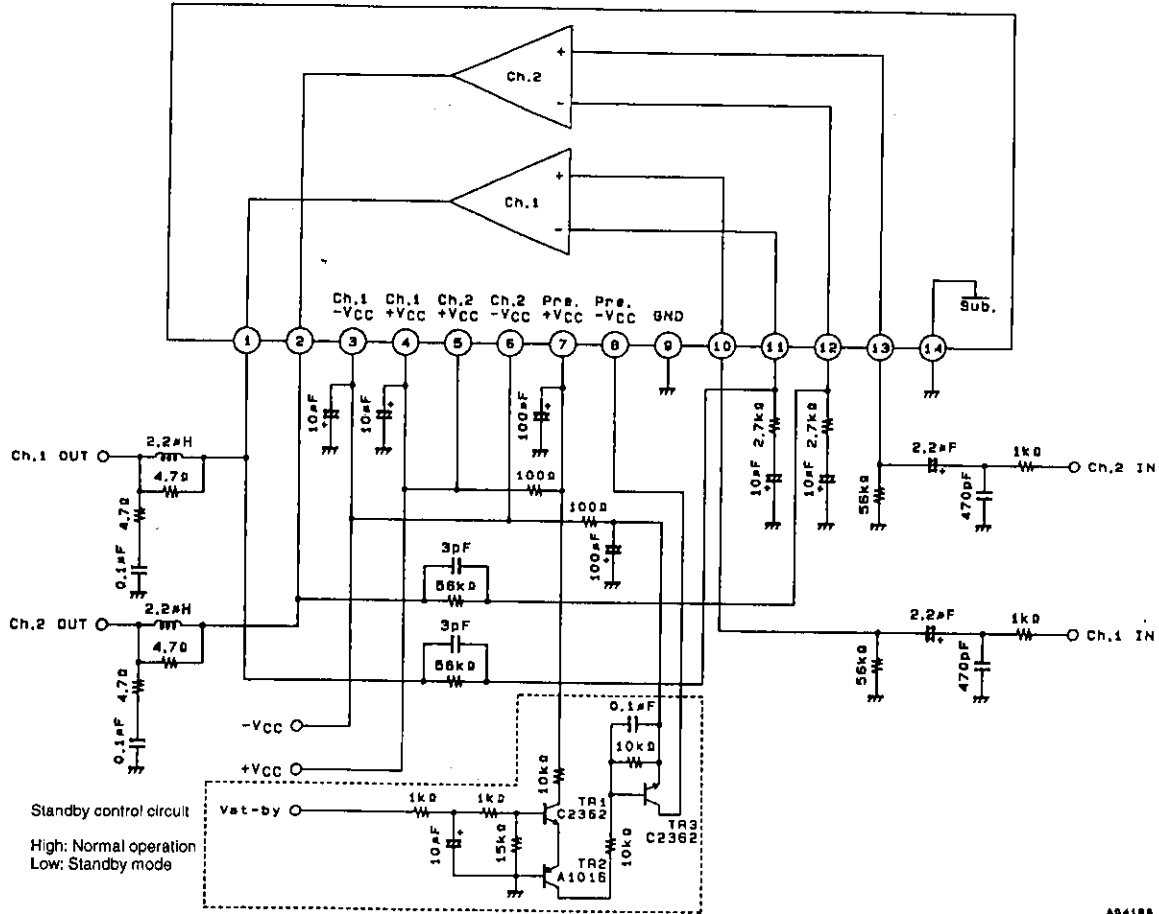 Ch.2
+
-
Ch.1
+
-
Sub.
Ch.1 -VCC
Ch.1 +VCC
Ch.2 +VCC
Ch.2 -VCC
Pre. +VCC
Pre. -VCC
GND
1
2
3
4
5
6
7
8
9
10
11
12
13
14
10µF
+
10µF
+
100µF
+
2.7kΩ
10µF
+
2.7kΩ
10µF
+
Ch.1 OUT
2.2µH
4.7Ω
4.7Ω
0.1µF
100Ω
100Ω
100µF
+
56kΩ
2.2µF
+
470pF
1kΩ
Ch.2 IN
3pF
56kΩ
Ch.2 OUT
2.2µH
4.7Ω
4.7Ω
0.1µF
3pF
56kΩ
56kΩ
2.2µF
+
470pF
1kΩ
Ch.1 IN
-VCC
+VCC
Standby control circuit
High: Normal operation
Low: Standby mode
Vst-by
1kΩ
1kΩ
10µF
+
15kΩ
10kΩ
TR1
C2362
TR2
A1016
0.1µF
10kΩ
10kΩ
TR3
C2362